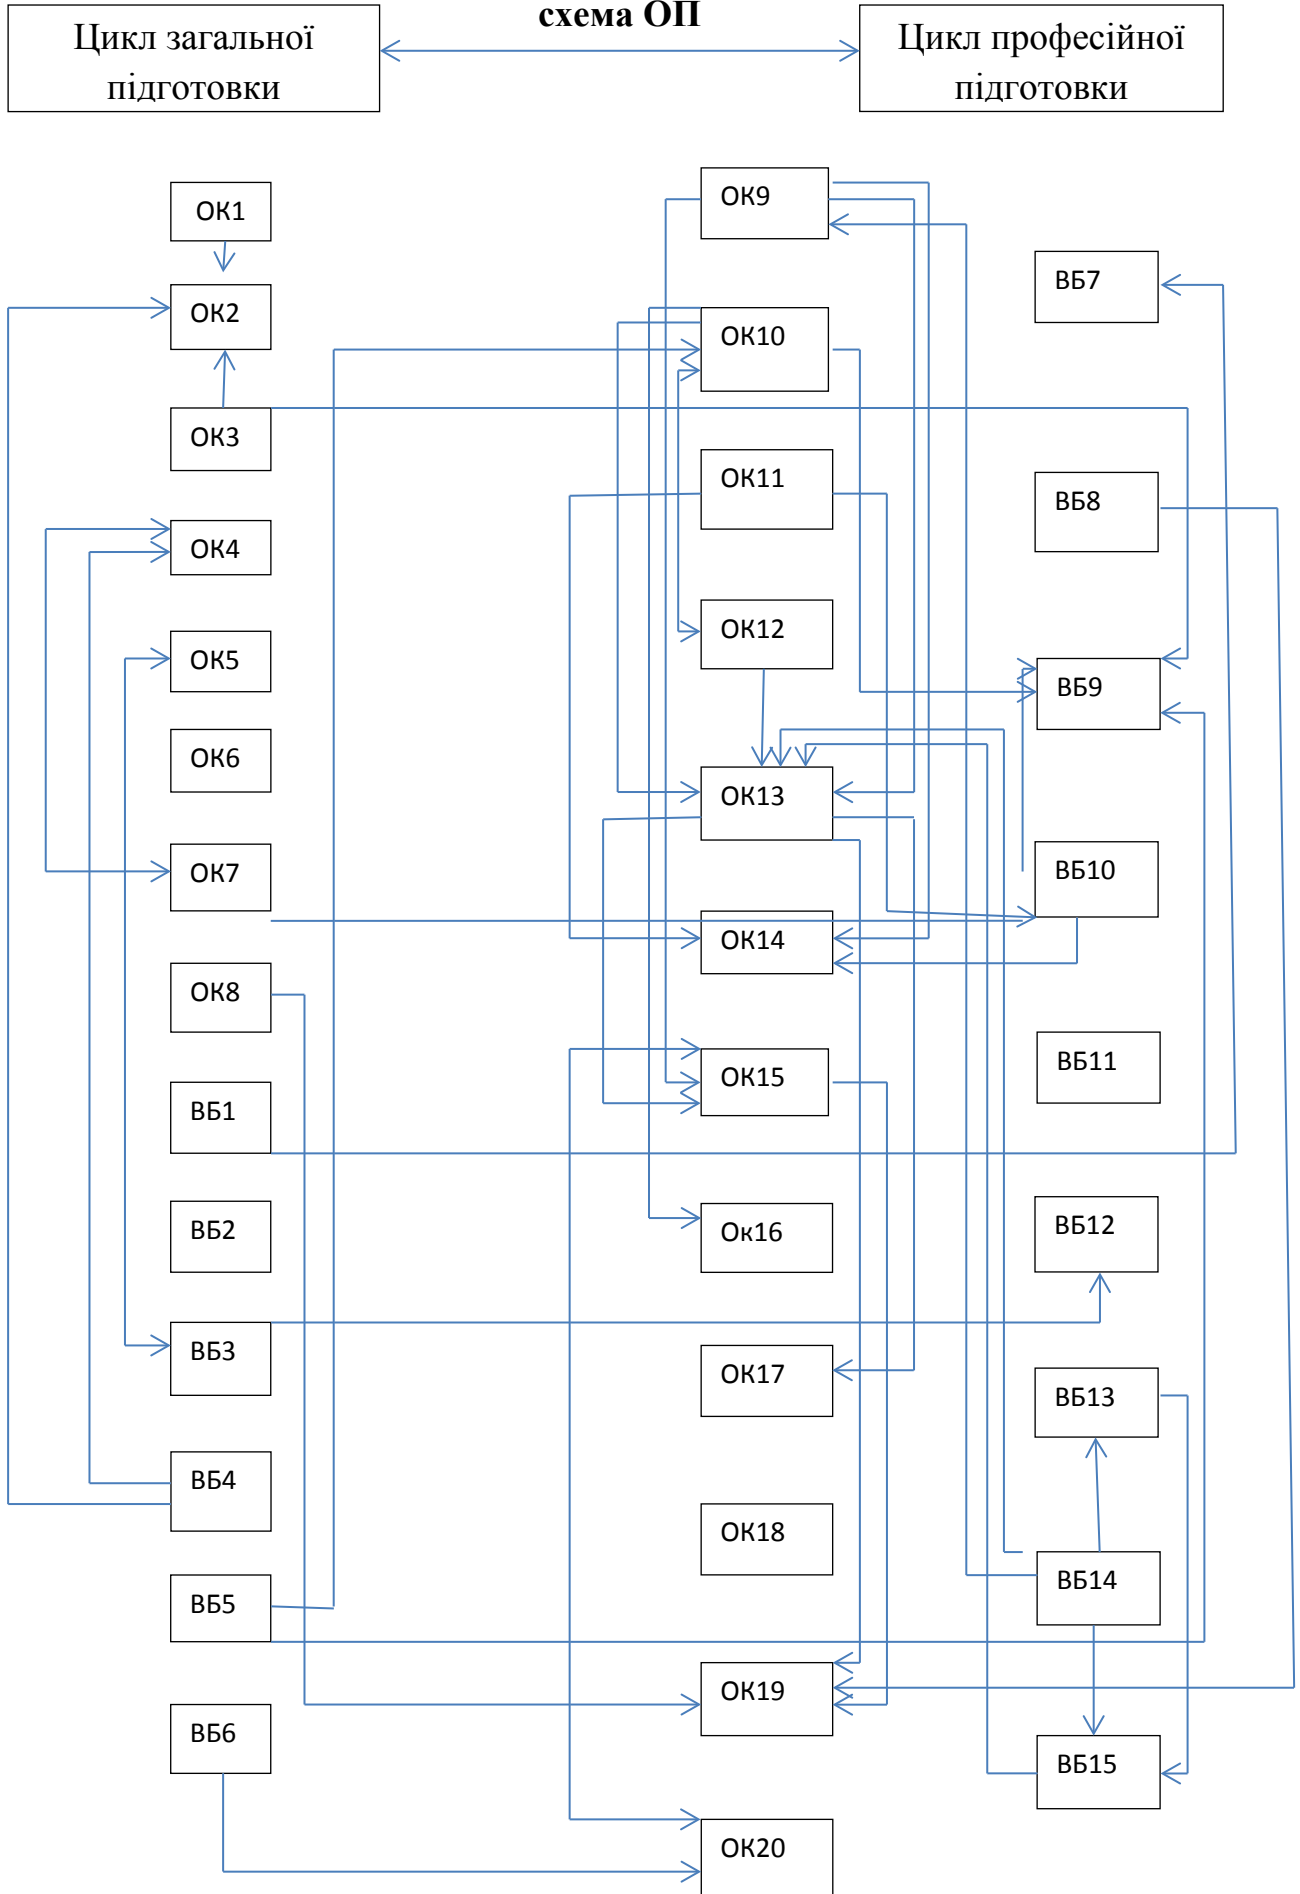 схема ОП
Цикл загальної
підготовки
Цикл професійної
підготовки
ОК1
ОК2
ОК3
ОК4
ОК5
ОК6
ОК7
ОК8
ВБ1
ВБ2
ВБ3
ВБ4
ВБ5
ВБ6
ОК9
ОК10
ОК11
ОК12
ОК13
ОК14
ОК15
Ок16
ОК17
ОК18
ОК19
ОК20
ВБ7
ВБ8
ВБ9
ВБ10
ВБ11
ВБ12
ВБ13
ВБ14
ВБ15